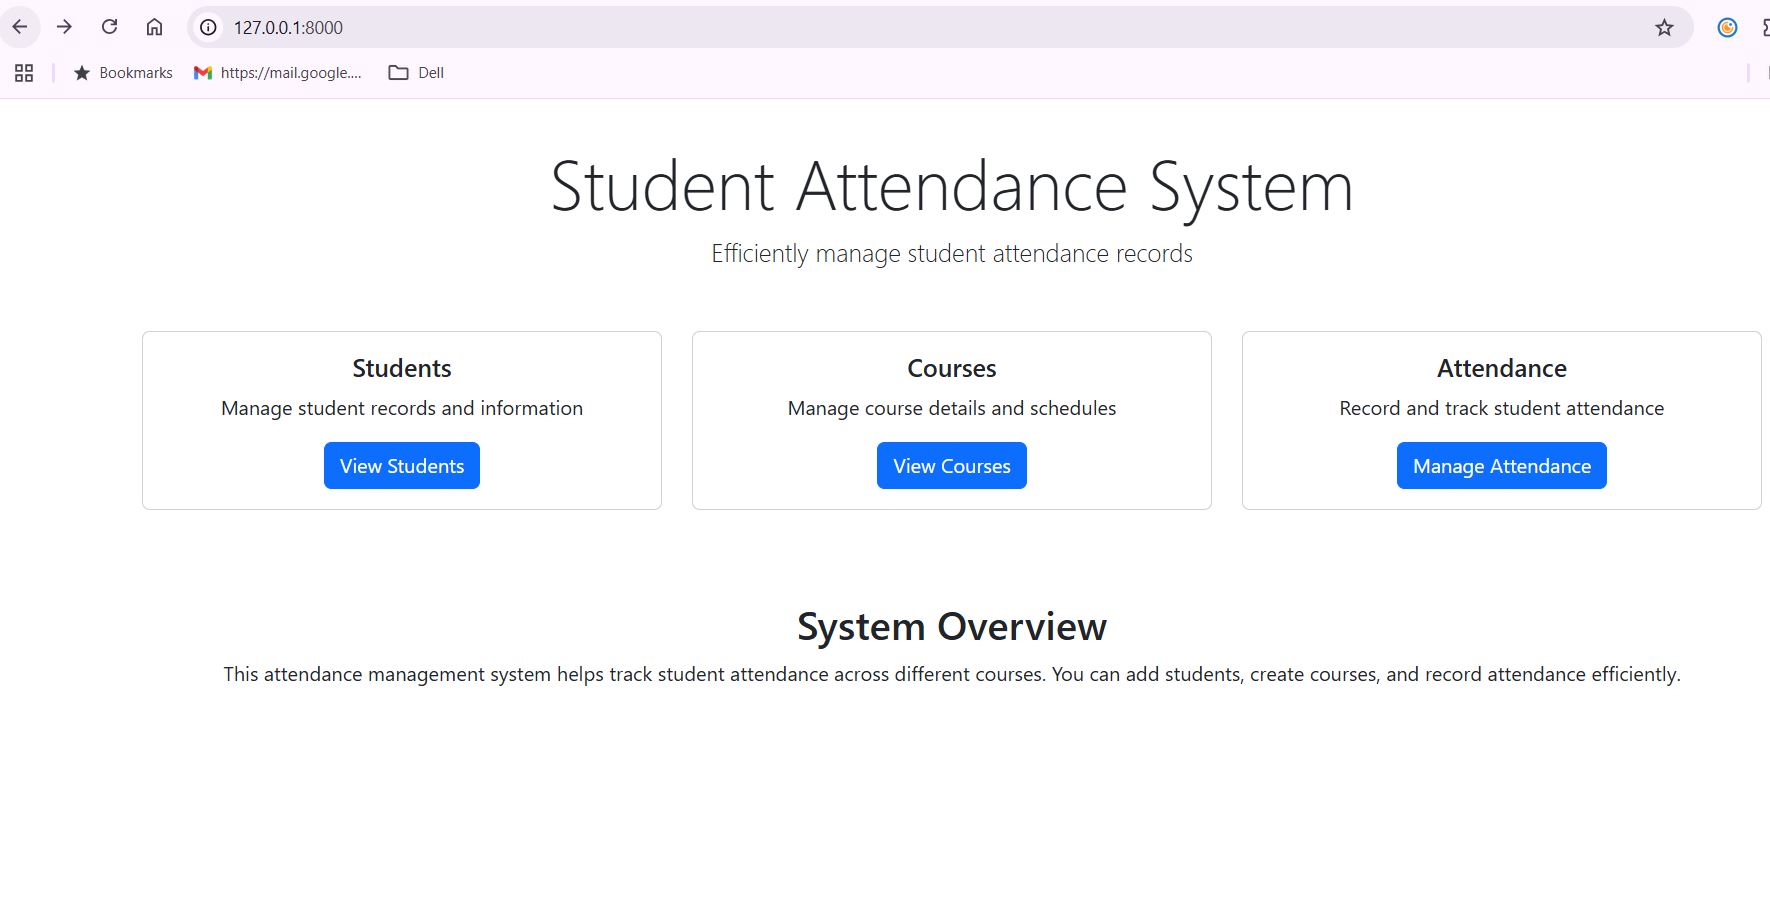 127.0.0.1:8000
Bookmarks https://mail.google.... Dell
Student Attendance System
Efficiently manage student attendance records
Students
Manage student records and information
View Students
Courses
Manage course details and schedules
View Courses
Attendance
Record and track student attendance
Manage Attendance
System Overview
This attendance management system helps track student attendance across different courses. You can add students, create courses, and record attendance efficiently.